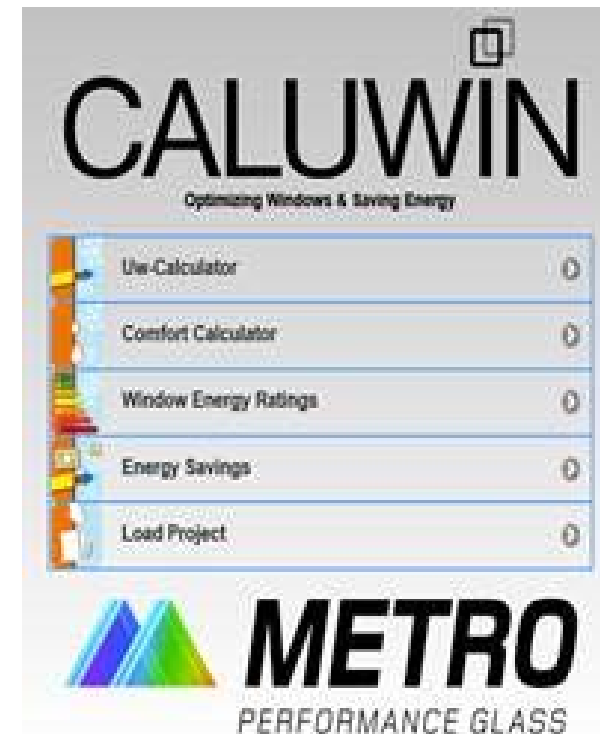 CALUWIN
Optimizing Windows & Saving Energy
Uw-Calculator
Comfort Calculator
Window Energy Ratings
Energy Savings
Load Project
METRO
PERFORMANCE GLASS